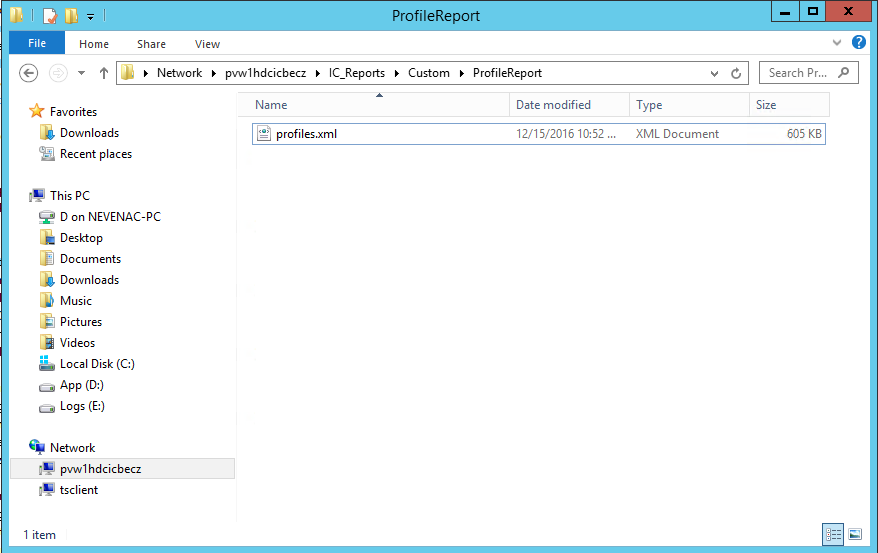 ProfileReport
File Home Share View
Network pvw1hdcicbecz IC_Reports Custom ProfileReport Search Pr...
Name Date modified Type Size
profiles.xml 12/15/2016 10:52 ... XML Document 605 KB
Favorites
Downloads
Recent places
This PC
D on NEVENAC-PC
Desktop
Documents
Downloads
Music
Pictures
Videos
Local Disk (C:)
App (D:)
Logs (E:)
Network
pvw1hdcicbecz
tsclient
1 item